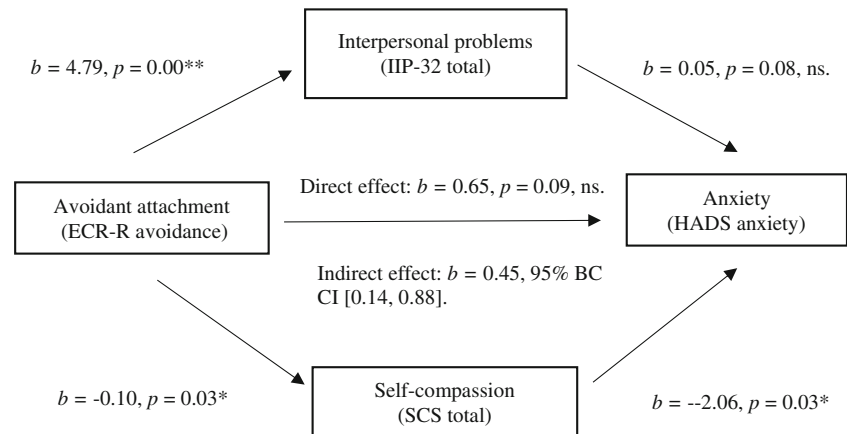 Interpersonal problems
(IIP-32 total)
b = 4.79, p = 0.00**
b = 0.05, p = 0.08, ns.
Direct effect: b = 0.65, p = 0.09, ns.
Avoidant attachment
(ECR-R avoidance)
Anxiety
(HADS anxiety)
Indirect effect: b = 0.45, 95% BC
CI [0.14, 0.88].
b = -0.10, p = 0.03*
Self-compassion
(SCS total)
b = --2.06, p = 0.03*